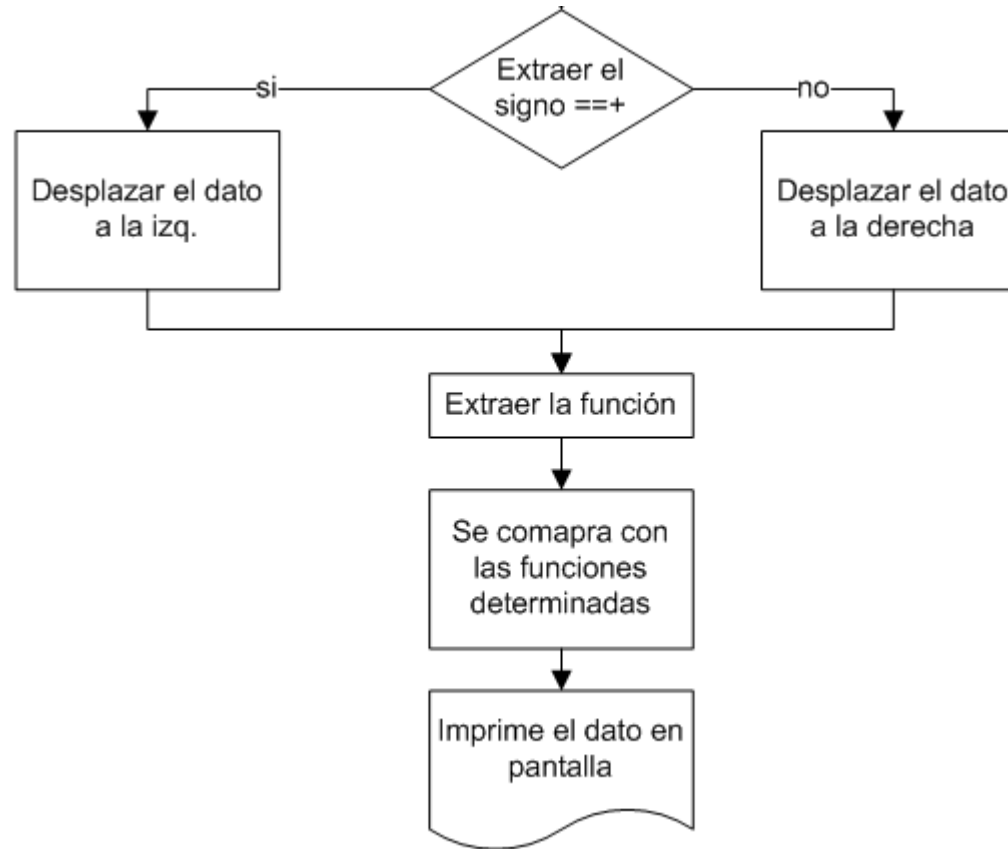 Extraer el
signo ==+
si
no
Desplazar el dato
a la izq.
Desplazar el dato
a la derecha
Extraer la función
Se comapra con
las funciones
determinadas
Imprime el dato en
pantalla